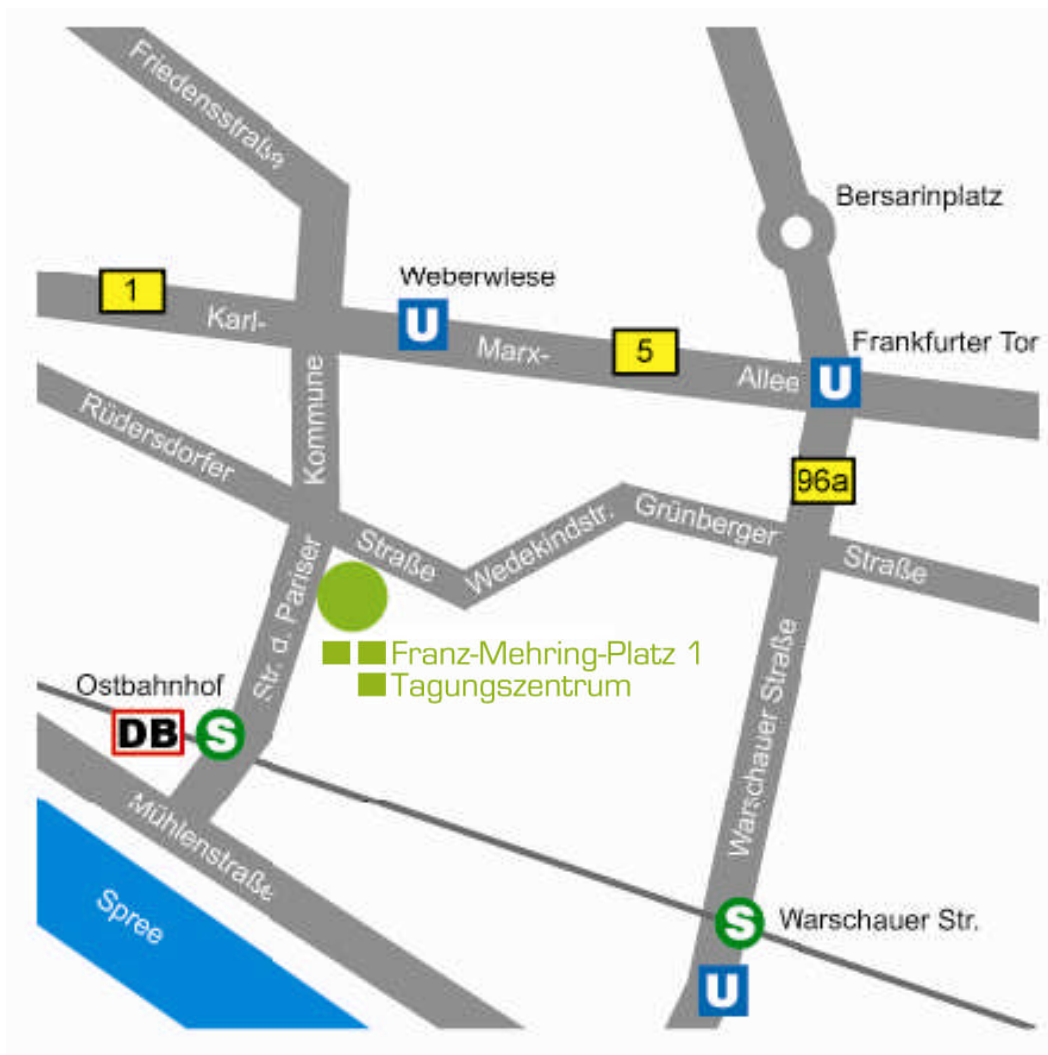 Friedensstraße
Bersarinplatz
Weberwiese
1
Karl-
U
Marx-
5
Frankfurter Tor
Allee
U
Rüdersdorfer
Kommune
96a
Straße
Wedekindstr.
Grünberger
Straße
Str. d. Pariser
Franz-Mehring-Platz 1
Tagungszentrum
Ostbahnhof
DB
S
Warschauer Straße
Mühlenstraße
Spree
S
Warschauer Str.
U